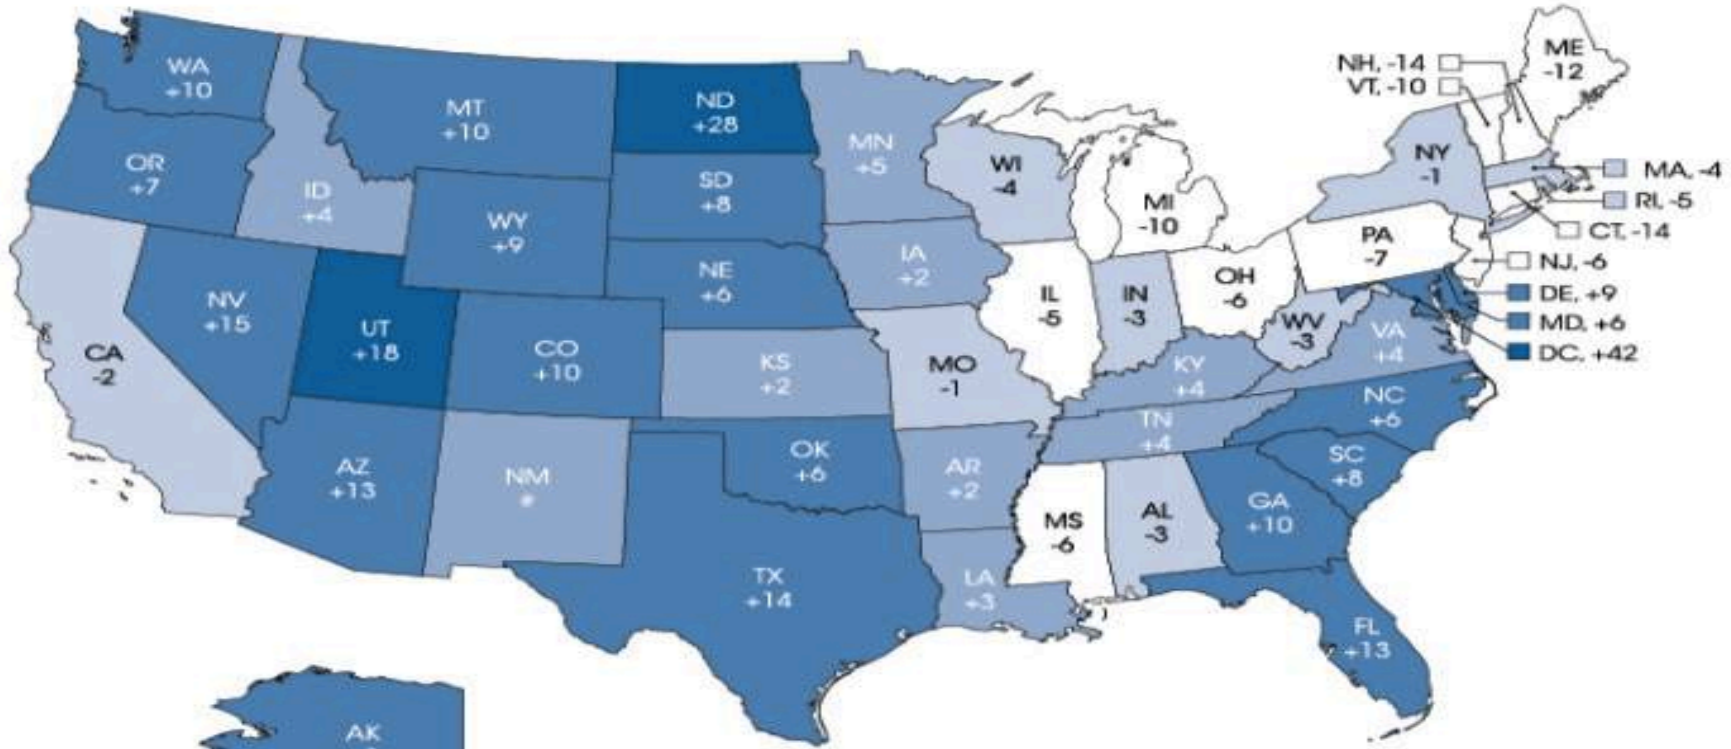 WA
+10
OR
+7
CA
-2
ID
+4
NV
+15
MT
+10
WY
+9
UT
+18
AZ
+13
CO
+10
NM
#
ND
+28
SD
+8
NE
+6
KS
+2
OK
+6
TX
+14
MN
+5
IA
+2
MO
-1
AR
+2
LA
+3
WI
-4
IL
-5
MI
-10
IN
-3
OH
-6
KY
+4
TN
+4
MS
-6
AL
-3
GA
+10
FL
+13
SC
+8
NC
+6
VA
+4
WV
-3
PA
-7
NY
-1
ME
-12
NH, -14
VT, -10
MA, -4
RI, -5
CT, -14
NJ, -6
DE, +9
MD, +6
DC, +42
AK